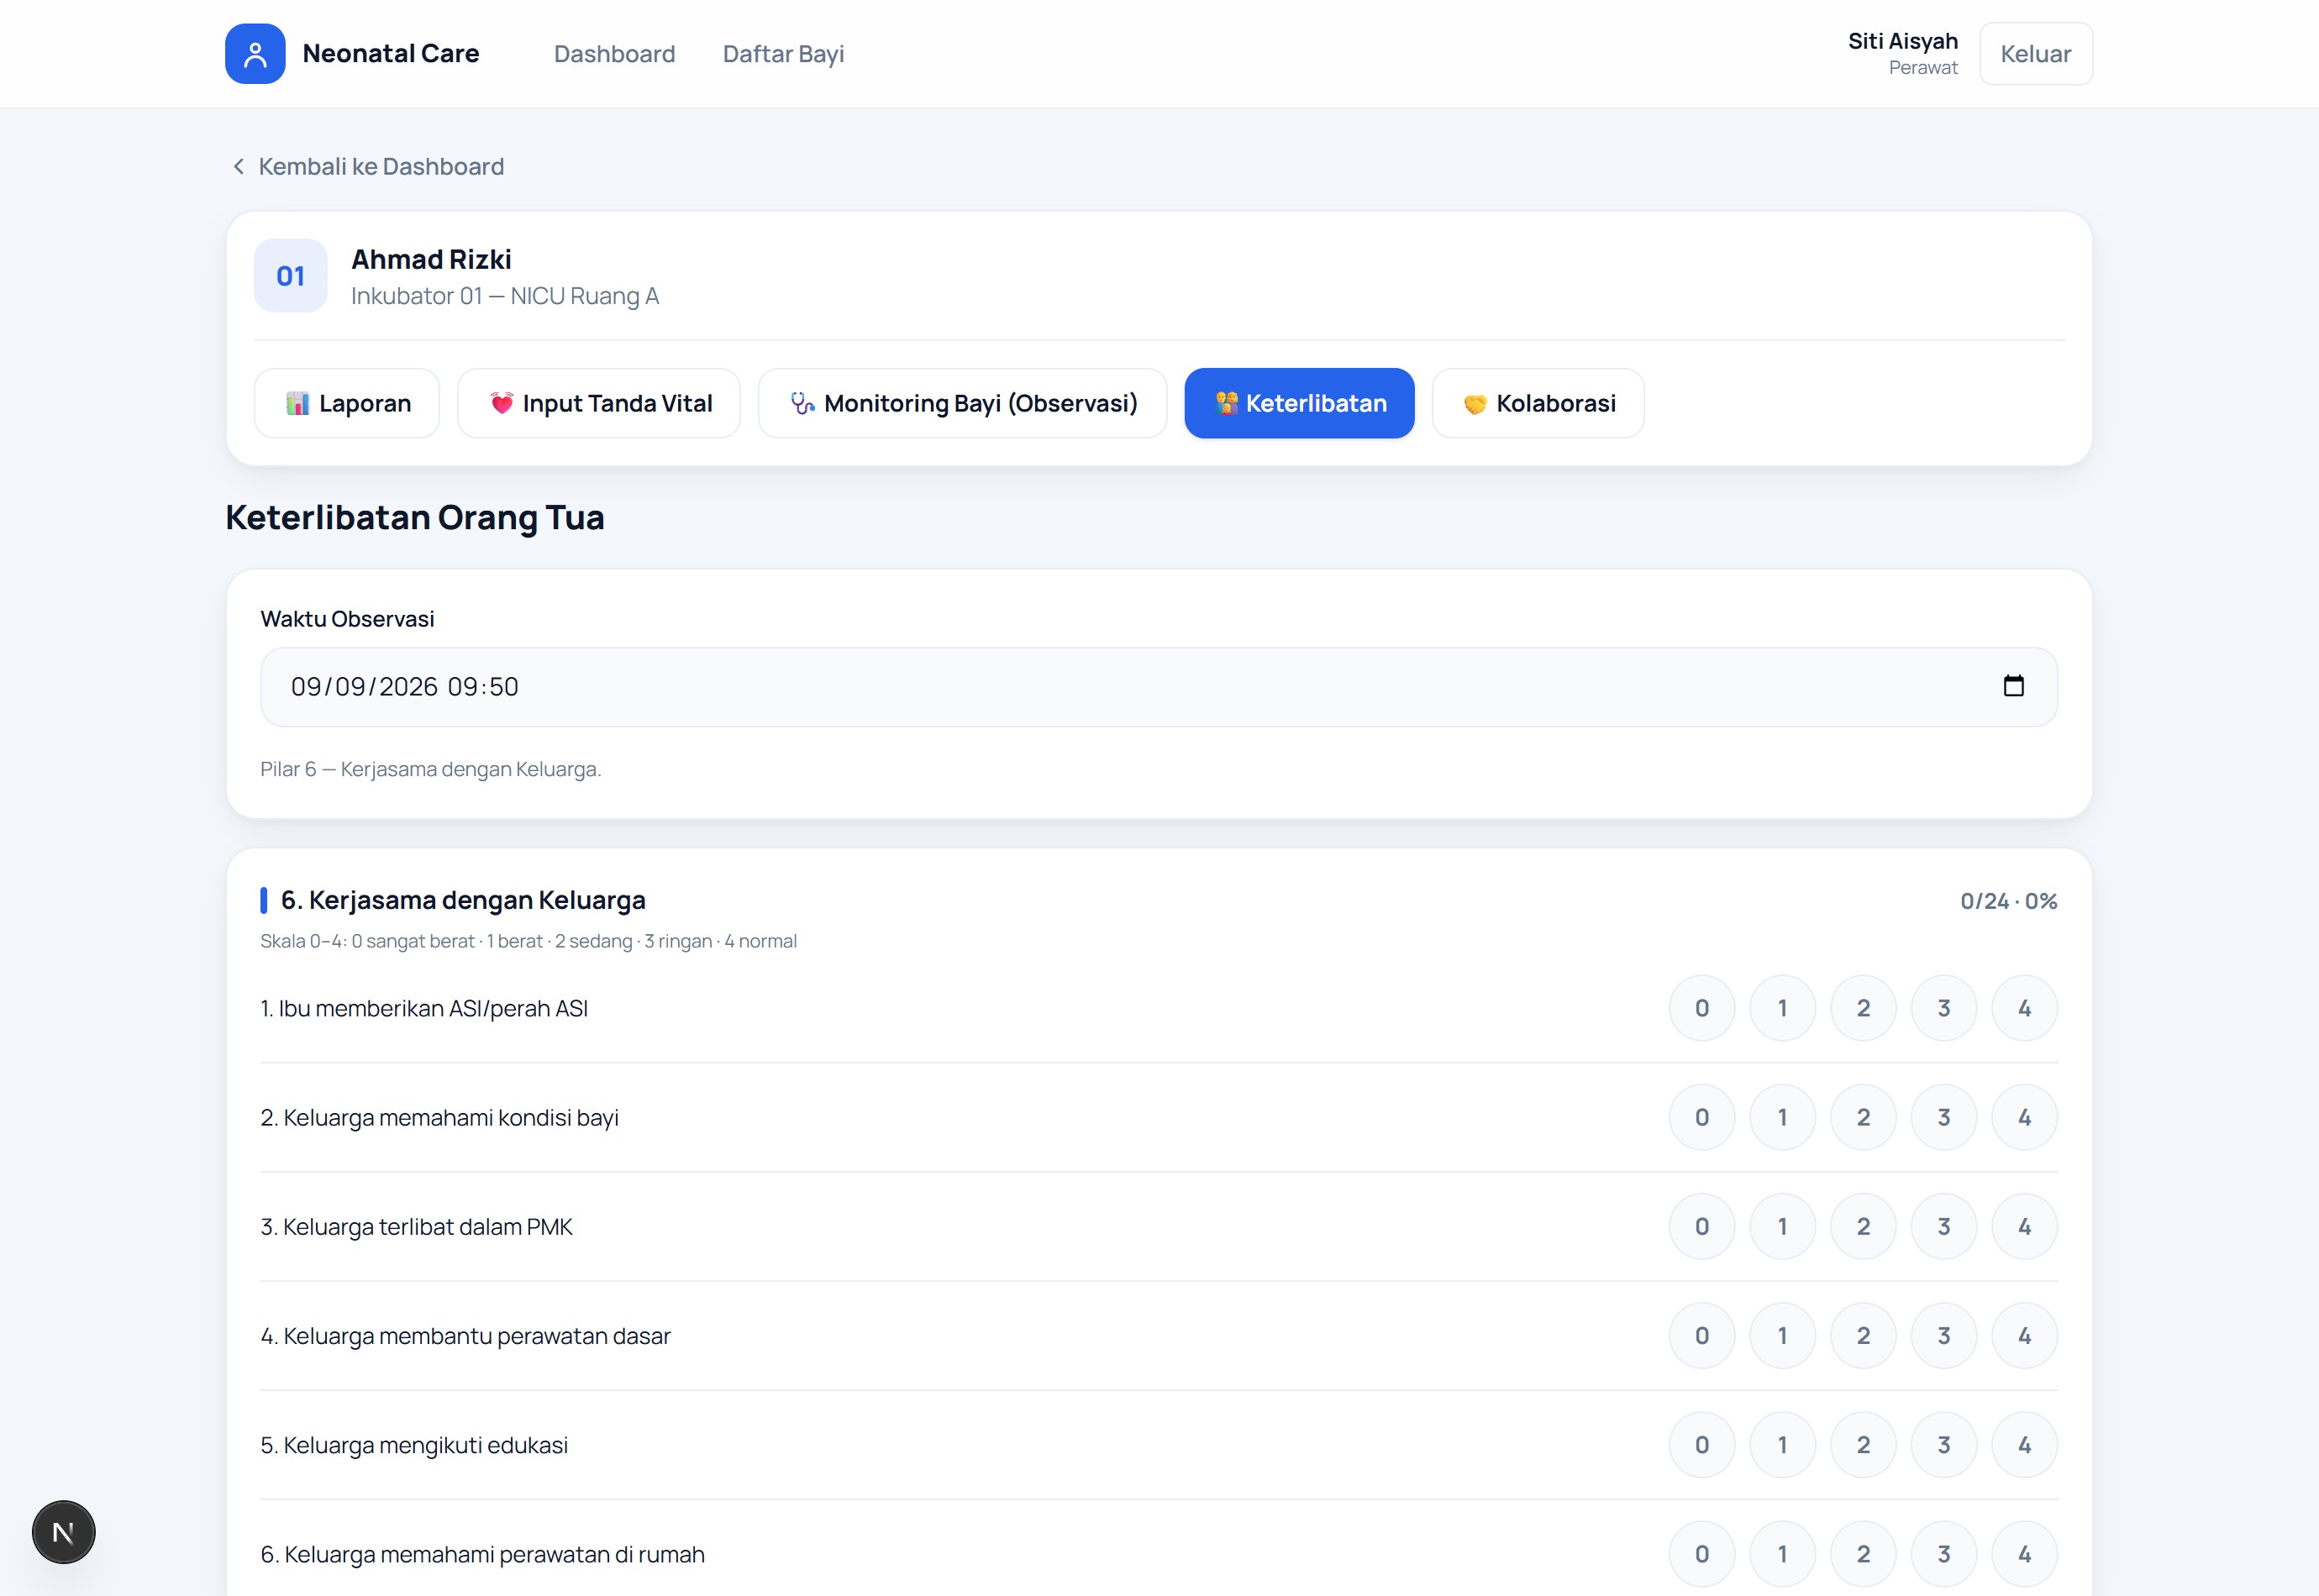 Neonatal Care
Dashboard
Daftar Bayi
Siti Aisyah
Perawat
Keluar
Kembali ke Dashboard
01
Ahmad Rizki
Inkubator 01 — NICU Ruang A
Laporan
Input Tanda Vital
Monitoring Bayi (Observasi)
Keterlibatan
Kolaborasi
Keterlibatan Orang Tua
Waktu Observasi
09/09/2026 09:50
Pilar 6 — Kerjasama dengan Keluarga.
6. Kerjasama dengan Keluarga
0/24 · 0%
Skala 0–4: 0 sangat berat · 1 berat · 2 sedang · 3 ringan · 4 normal
1. Ibu memberikan ASI/perah ASI
0 1 2 3 4
2. Keluarga memahami kondisi bayi
0 1 2 3 4
3. Keluarga terlibat dalam PMK
0 1 2 3 4
4. Keluarga membantu perawatan dasar
0 1 2 3 4
5. Keluarga mengikuti edukasi
0 1 2 3 4
6. Keluarga memahami perawatan di rumah
0 1 2 3 4
N